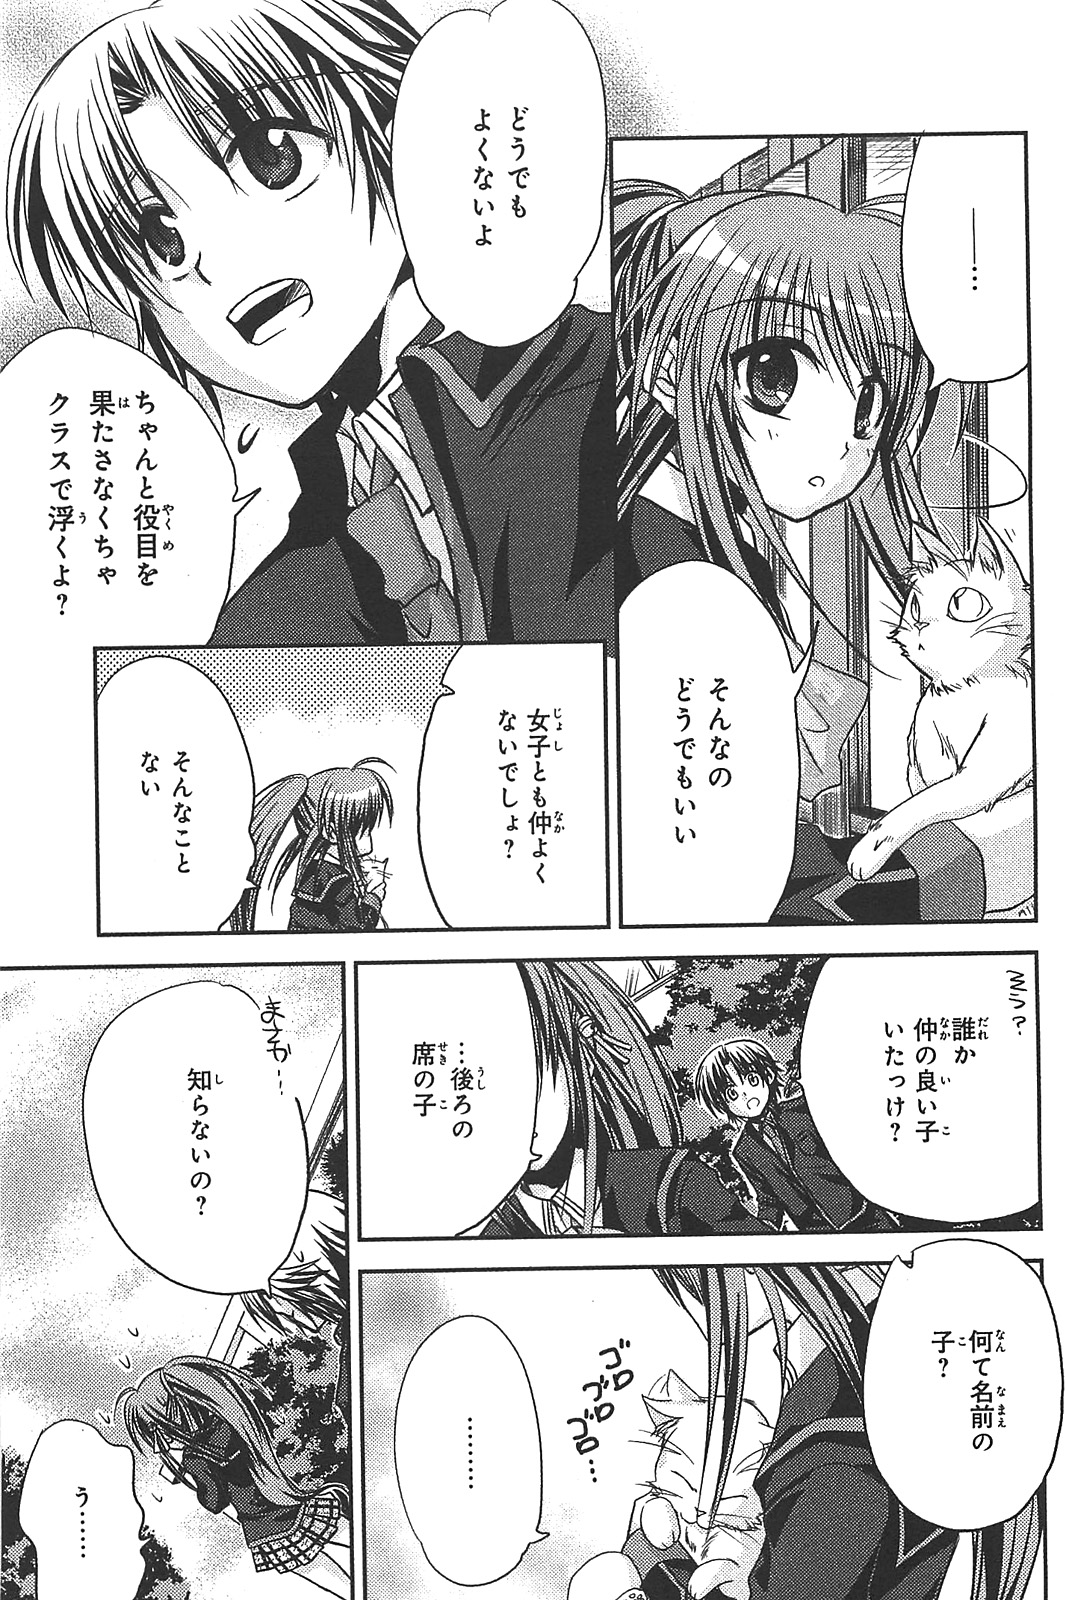 …
そんなの
どうでもいい
どうでも
よくないよ
ちゃんと役目を
果たさなくちゃ
クラスで浮くよ?
女子とも仲よく
ないでしょ?
そんなこと
ない
そう?
誰か
仲の良い子
いたっけ?
…後ろの
席の子
何て名前の
子?
ゴロ
ゴロ
ゴロ…
………
まさか…
知らないの?
う……